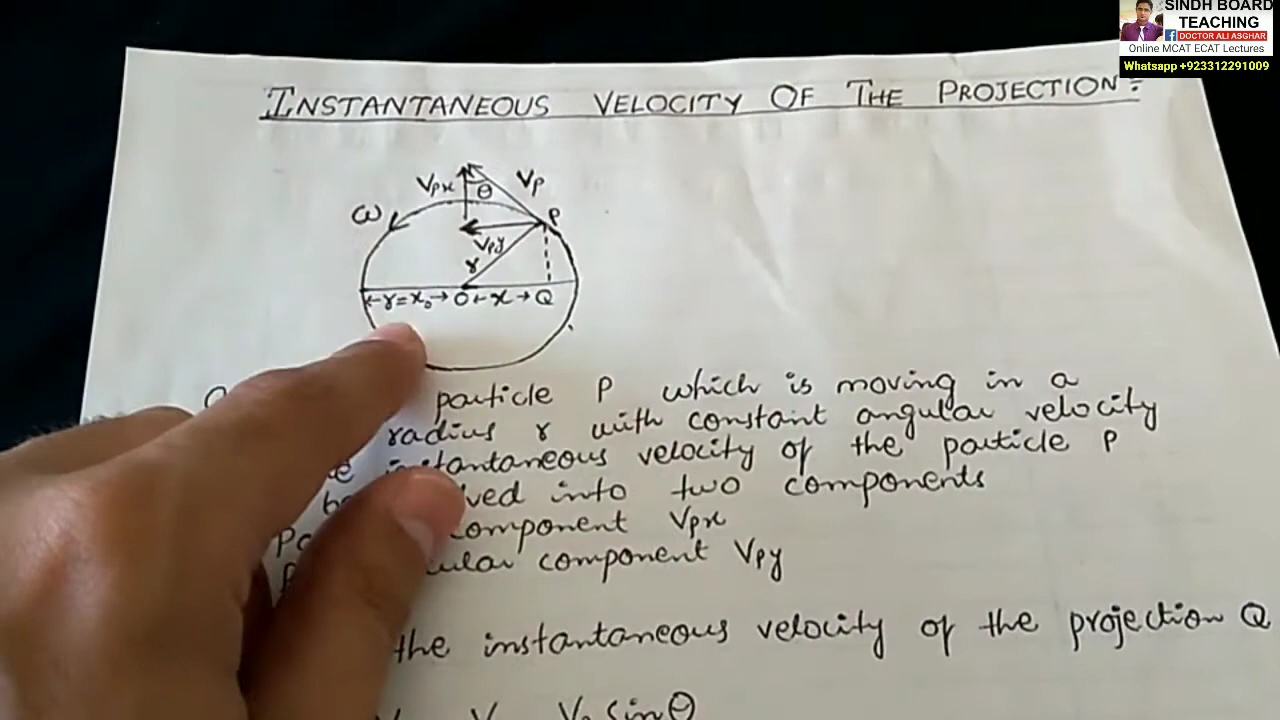 SINDH BOARD
TEACHING
DOCTOR ALI ASGHAR
Online MCAT ECAT Lectures
Whatsapp +923312291009
INSTANTANEOUS VELOCITY OF THE PROJECTION:
Vpx θ Vp
ω P
Vpy
r
←r=x₀→O←x→Q
particle P which is moving in a
radius r with constant angular velocity
instantaneous velocity of the particle P
into two components
component Vpx
component Vpy
the instantaneous velocity of the projection Q
sinθ